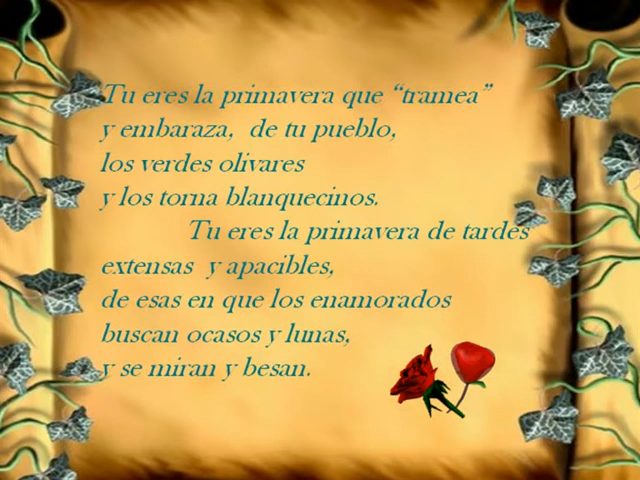 Tu eres la primavera que “tramea”
y embaraza, de tu pueblo,
los verdes olivares
y los torna blanquecinos.
Tu eres la primavera de tardes
extensas y apacibles,
de esas en que los enamorados
buscan ocasos y lunas,
y se miran y besan.